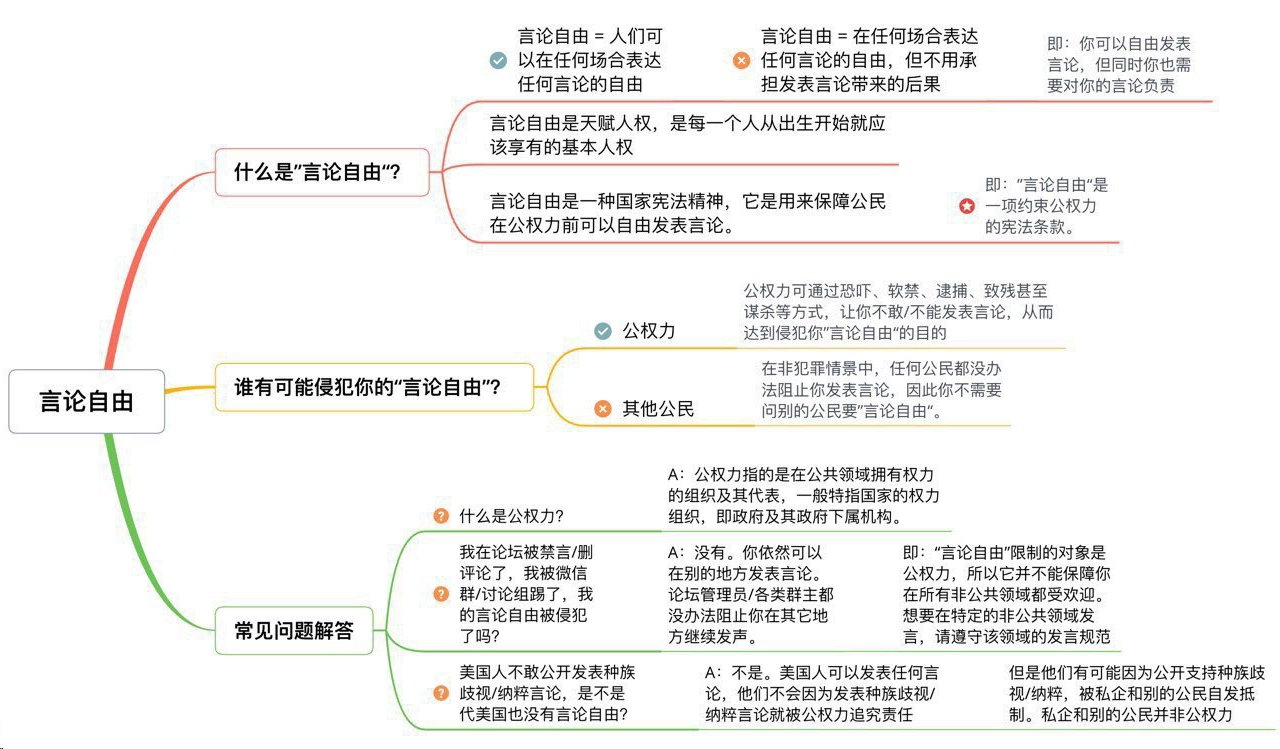 言论自由 = 人们可
以在任何场合表达
任何言论的自由
言论自由 = 在任何场合表达
任何言论的自由，但不用承
担发表言论带来的后果
即：你可以自由发表
言论，但同时你也需
要对你的言论负责
言论自由是天赋人权，是每一个人从出生开始就应
该享有的基本人权
什么是”言论自由“？
言论自由是一种国家宪法精神，它是用来保障公民
在公权力前可以自由发表言论。
即：”言论自由“是
一项约束公权力
的宪法条款。
言论自由
谁有可能侵犯你的“言论自由”？
公权力
公权力可通过恐吓、软禁、逮捕、致残甚至
谋杀等方式，让你不敢/不能发表言论，从而
达到侵犯你”言论自由“的目的
其他公民
在非犯罪情景中，任何公民都没办
法阻止你发表言论，因此你不需要
问别的公民要”言论自由“。
常见问题解答
什么是公权力？
A：公权力指的是在公共领域拥有权力
的组织及其代表，一般特指国家的权力
组织，即政府及其政府下属机构。
我在论坛被禁言/删
评论了，我被微信
群/讨论组踢了，我
的言论自由被侵犯
了吗？
A：没有。你依然可以
在别的地方发表言论。
论坛管理员/各类群主都
没办法阻止你在其它地
方继续发声。
即：“言论自由”限制的对象是
公权力，所以它并不能保障你
在所有非公共领域都受欢迎。
想要在特定的非公共领域发
言，请遵守该领域的发言规范
美国人不敢公开发表种族
歧视/纳粹言论，是不是
代美国也没有言论自由？
A：不是。美国人可以发表任何言
论，他们不会因为发表种族歧视/
纳粹言论就被公权力追究责任
但是他们有可能因为公开支持种族歧
视/纳粹，被私企和别的公民自发抵
制。私企和别的公民并非公权力